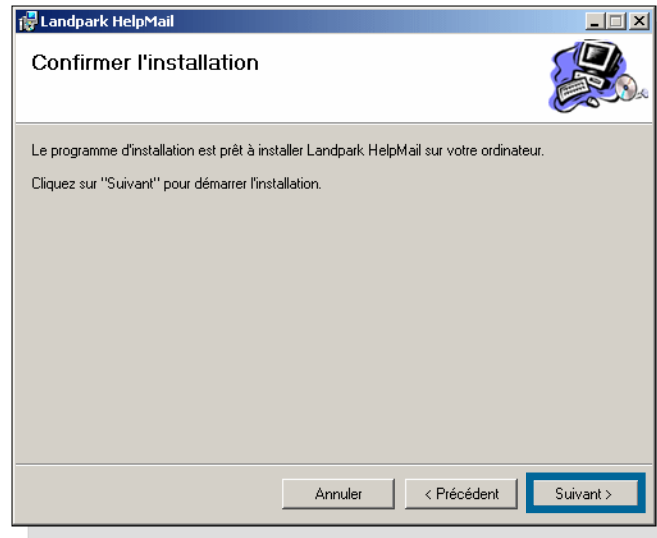 Landpark HelpMail
Confirmer l'installation
Le programme d'installation est prêt à installer Landpark HelpMail sur votre ordinateur.
Cliquez sur "Suivant" pour démarrer l'installation.
Annuler
< Précédent
Suivant >